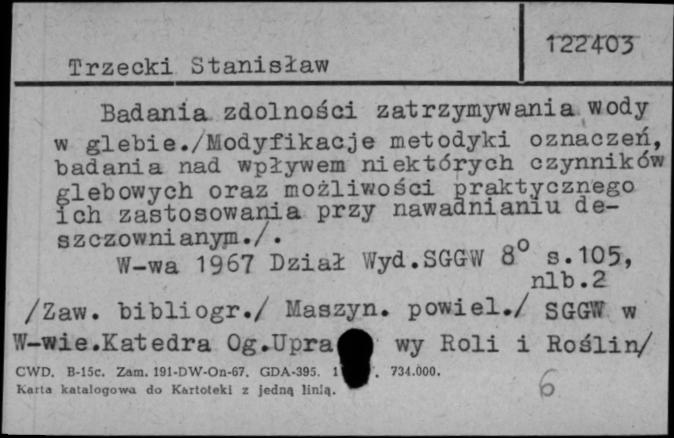 122403
Trzecki Stanisław
Badania zdolności zatrzymywania wody
w glebie./Modyfikacje metodyki oznaczeń,
badania nad wpływem niektórych czynników
glebowych oraz możliwości praktycznego
ich zastosowania przy nawadnianiu de-
szczownianym./.
W-wa 1967 Dział Wyd.SGGW 8° s.105,
nlb.2
/Zaw. bibliogr./ Maszyn. powiel./ SGGW w
W-wie.Katedra Og.Upra wy Roli i Roślin/
CWD. B-15c. Zam. 191-DW-On-67. GDA-395. 1 . 734.000.
Karta katalogowa do Kartoteki z jedną linią.
6